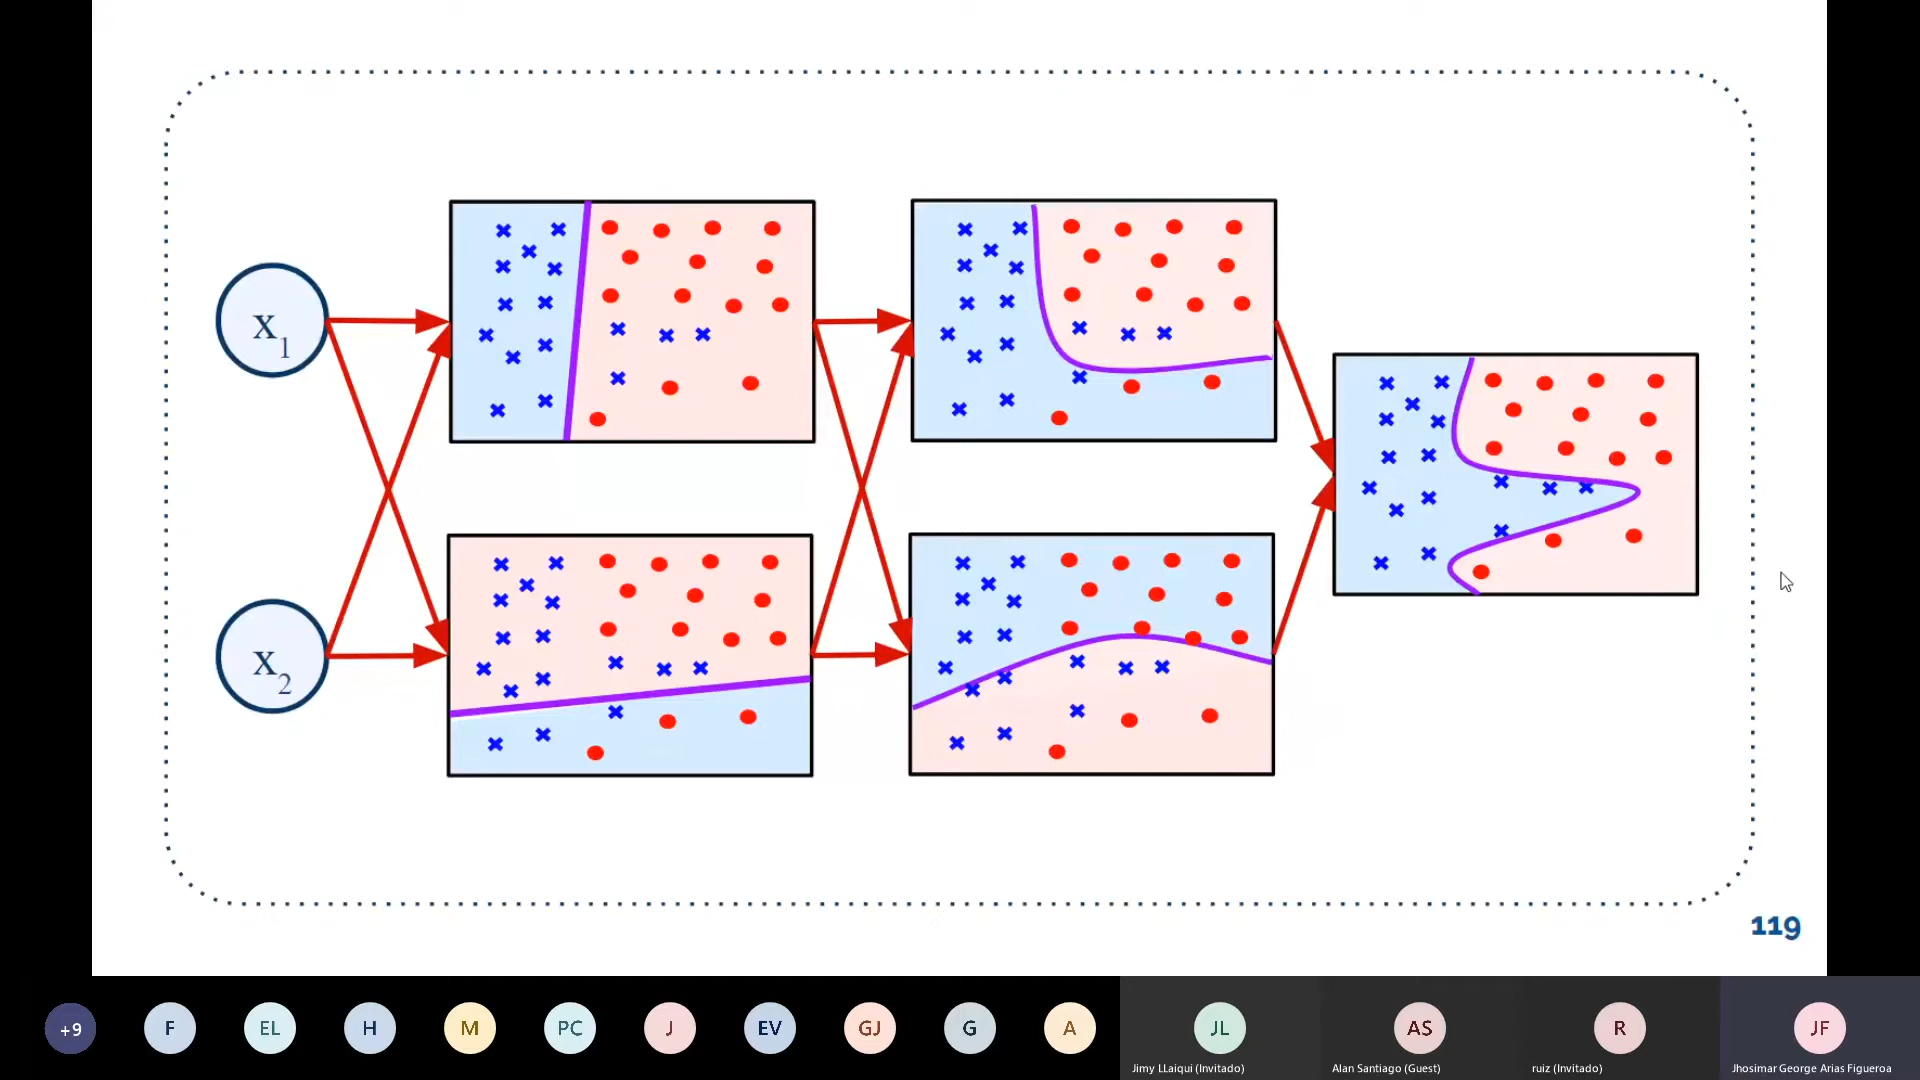 x1
x2
119
+9
F
EL
H
M
PC
J
EV
GJ
G
A
JL
AS
R
JF
Jimy LLaiqui (Invitado)
Alan Santiago (Guest)
ruiz (Invitado)
Jhosimar George Arias Figueroa